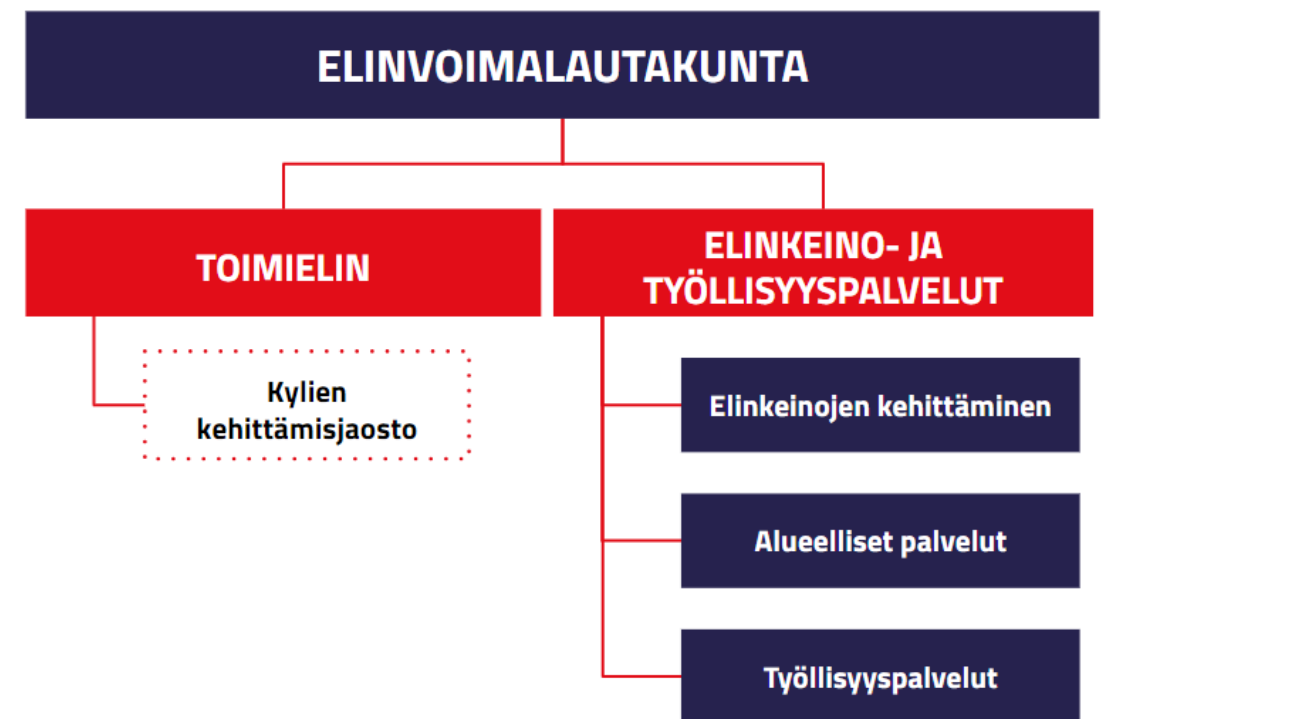 ELINVOIMALAUTAKUNTA
TOIMIELIN
Kylien
kehittämisjaosto
ELINKEINO- JA
TYÖLLISYYSPALVELUT
Elinkeinojen kehittäminen
Alueelliset palvelut
Työllisyyspalvelut